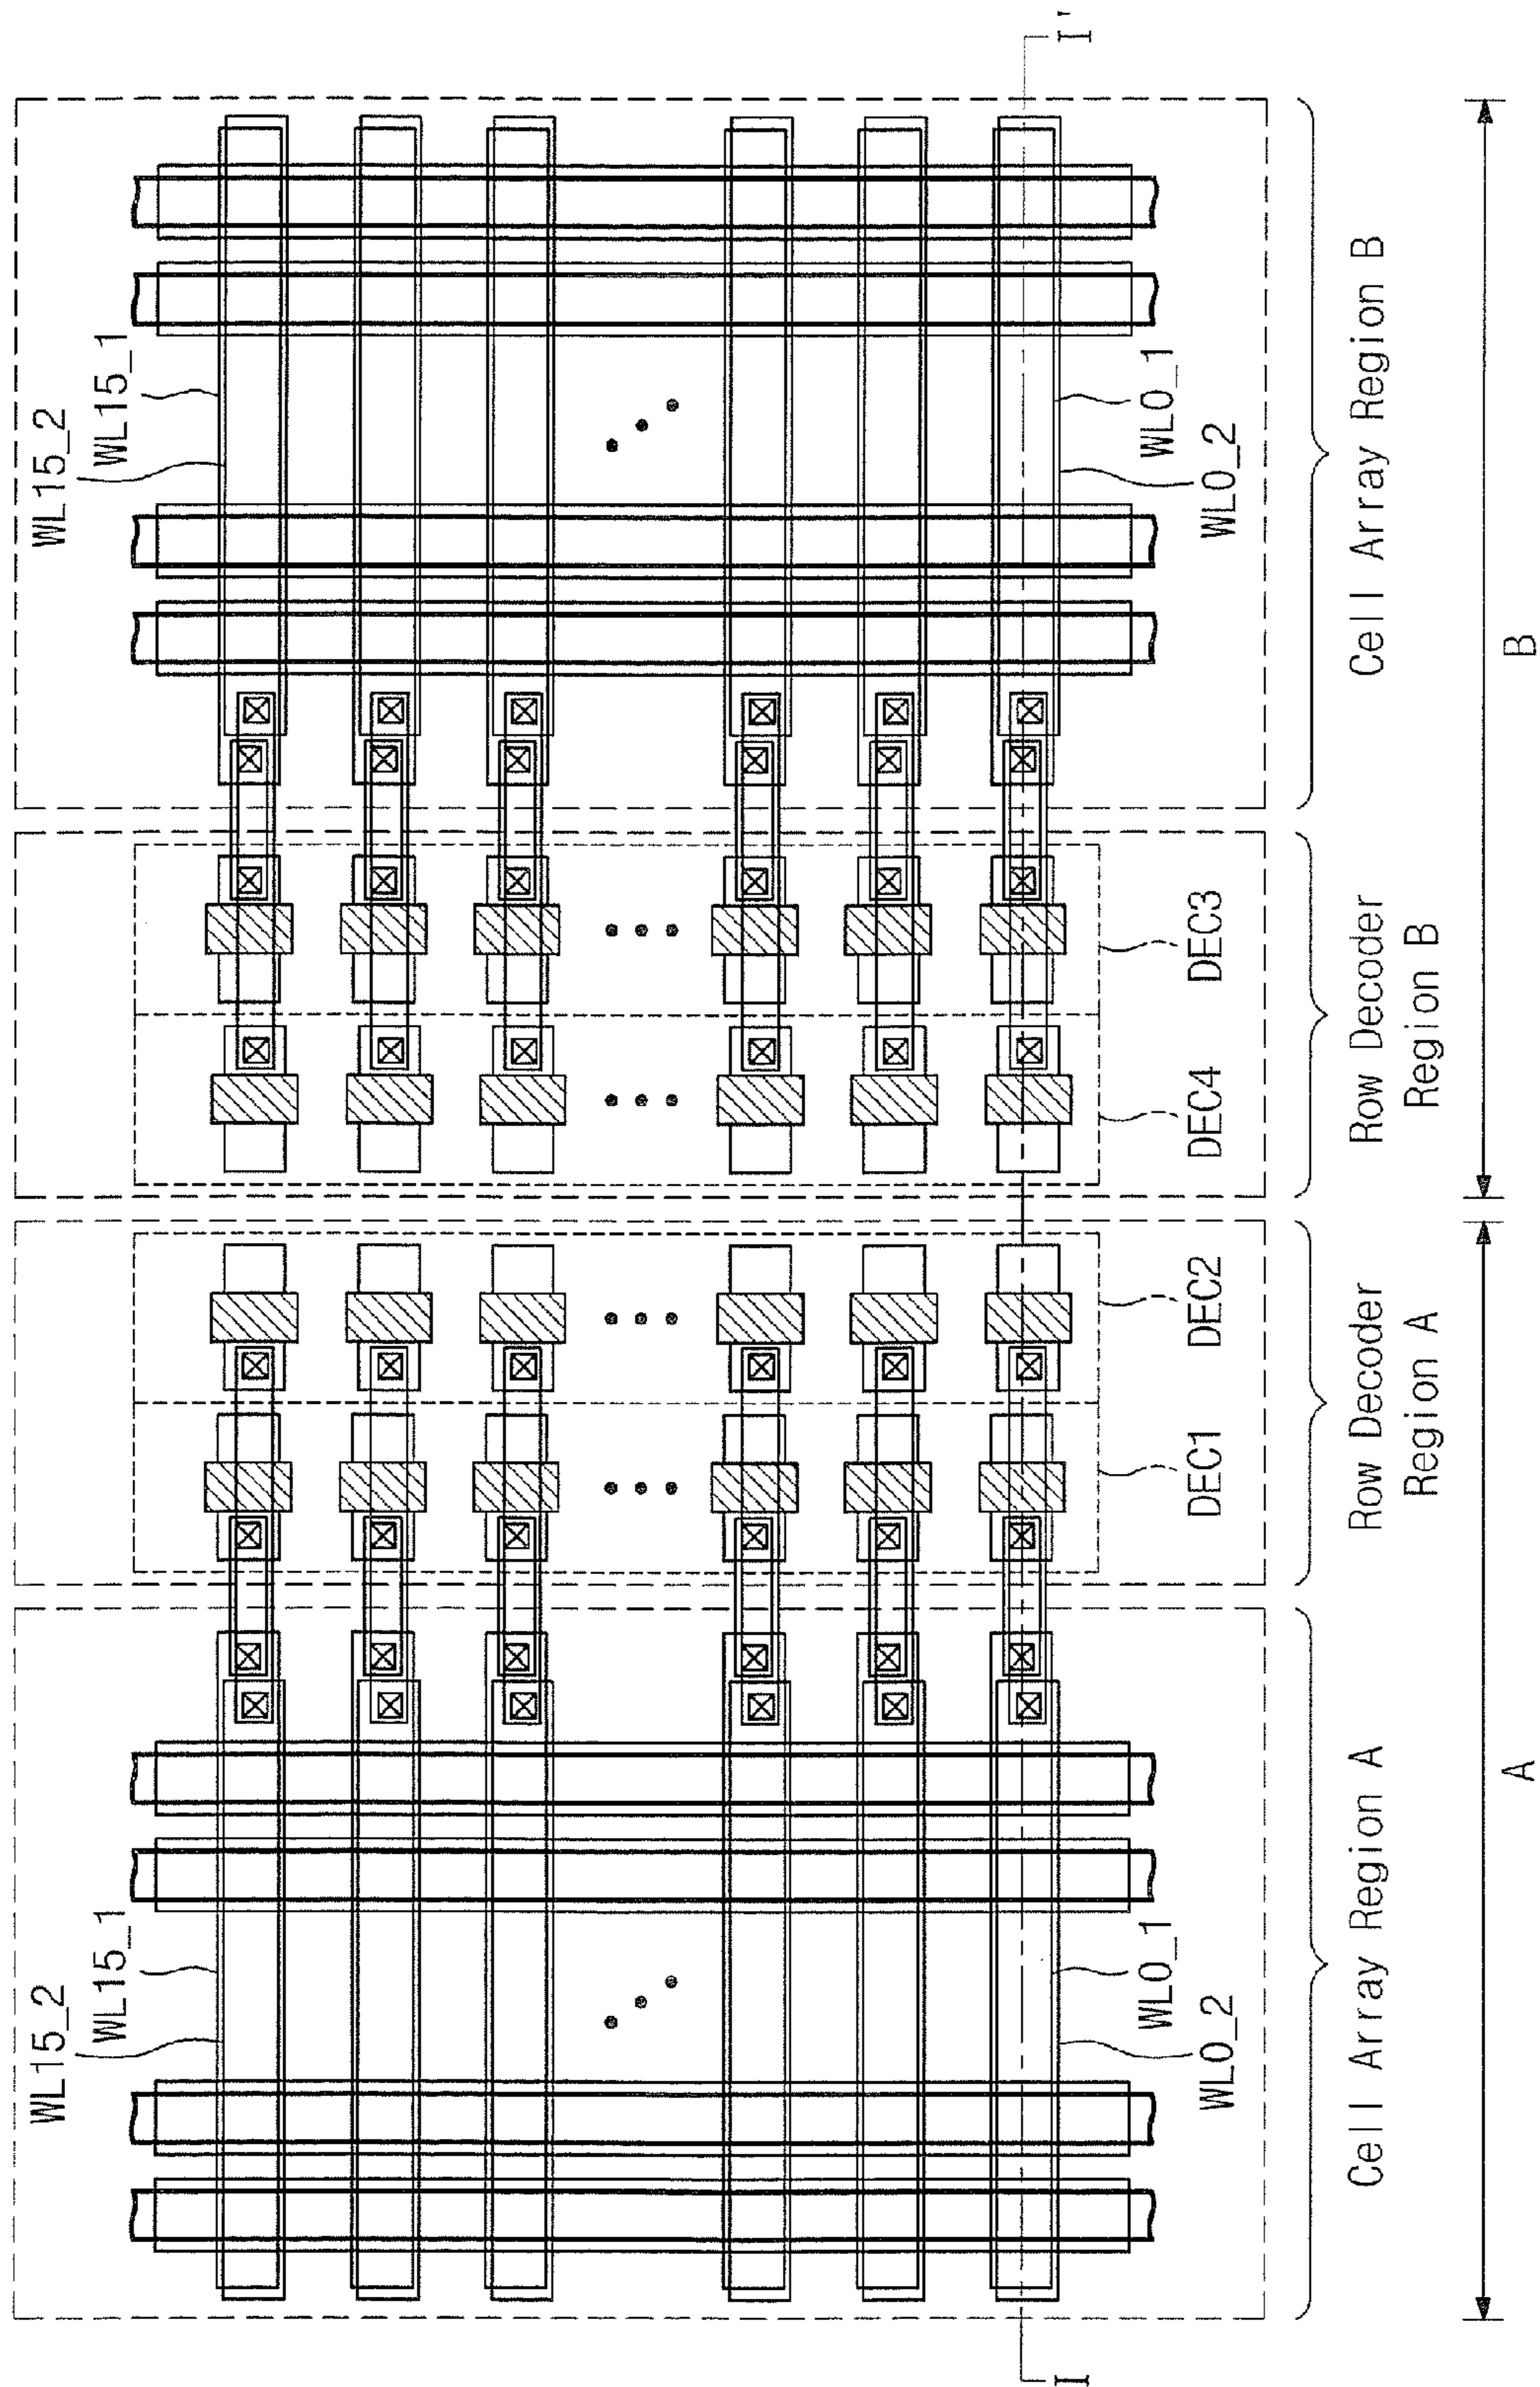 WL15_2
WL15_1
WL15_2
WL15_1
WL0_1
WL0_2
WL0_1
WL0_2
DEC1
DEC2
DEC4
DEC3
I
I'
Cell Array Region A
Row Decoder
Region A
Row Decoder
Region B
Cell Array Region B
A
B